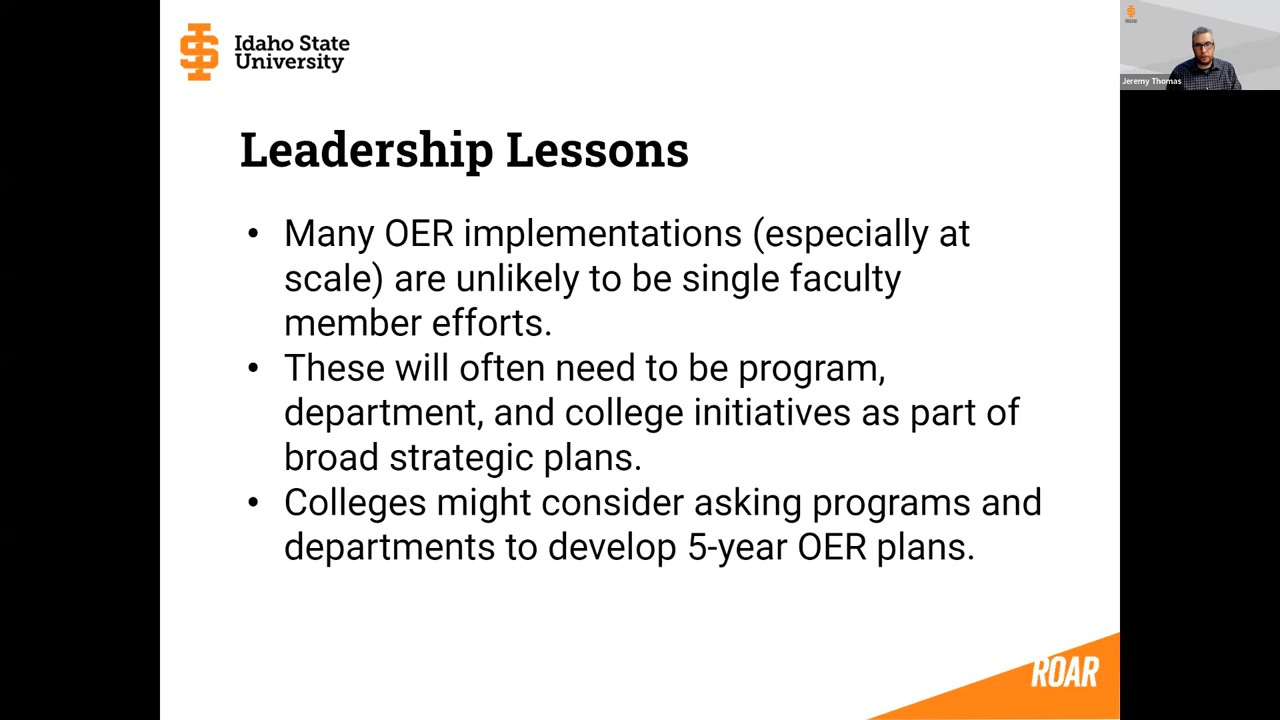 Idaho State
University
Jeremy Thomas
Leadership Lessons
• Many OER implementations (especially at
scale) are unlikely to be single faculty
member efforts.
• These will often need to be program,
department, and college initiatives as part of
broad strategic plans.
• Colleges might consider asking programs and
departments to develop 5-year OER plans.
ROAR